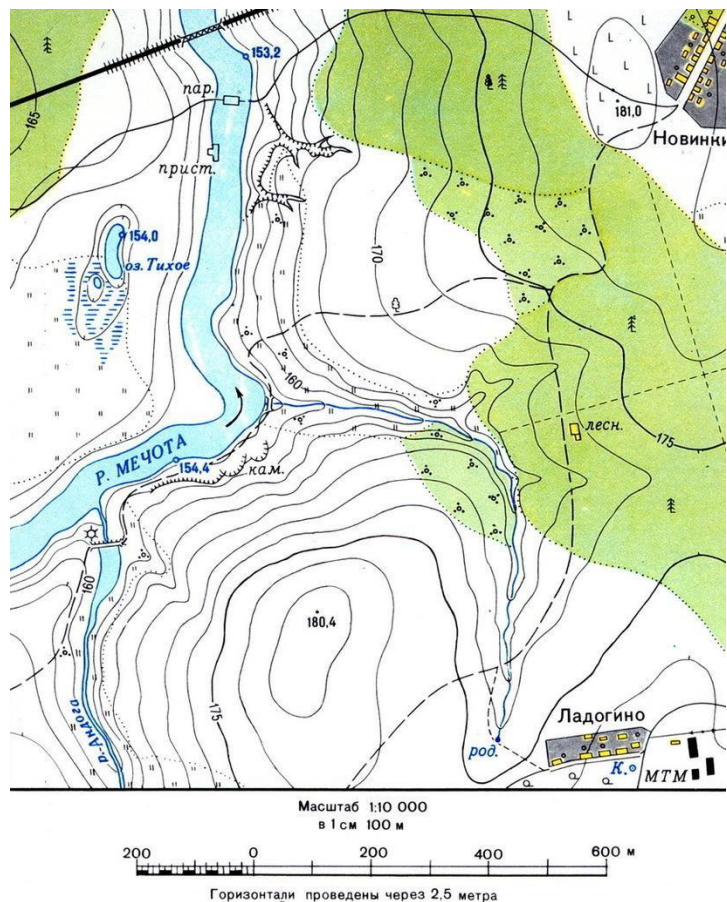 153,2
пар.
165
181,0
Новинки
прист.
154,0
оз. Тихое
170
160
лесн.
175
Р. МЕЧОТА
154,4
кам.
160
180,4
175
р. Андога
Ладогино
род.
К.
МТМ
Масштаб 1:10 000
в 1 см 100 м
200 0 200 400 600 м
Горизонтали проведены через 2,5 метра